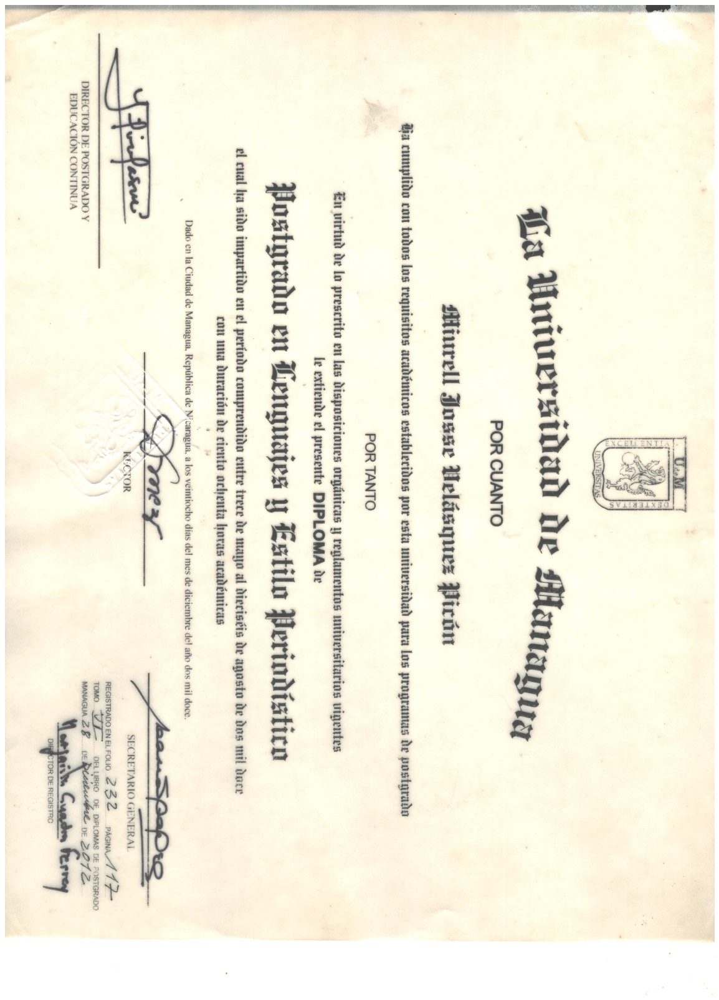 U.M
EXCELLENTIA
DEXTERITAS
UNIVERSITAS
La Universidad de Managua
POR CUANTO
Miurell Josse Velásquez Picón
Ha cumplido con todos los requisitos académicos establecidos por esta universidad para los programas de postgrado
POR TANTO
En virtud de lo prescrito en las disposiciones orgánicas y reglamentos universitarios vigentes
le extiende el presente DIPLOMA de
Postgrado en Lenguajes y Estilo Periodístico
el cual ha sido impartido en el período comprendido entre trece de mayo al dieciséis de agosto de dos mil doce
con una duración de ciento ochenta horas académicas
Dado en la Ciudad de Managua, República de Nicaragua, a los veintiocho días del mes de diciembre del año dos mil doce.
DIRECTOR DE POSTGRADO Y
EDUCACIÓN CONTINUA
RECTOR
SECRETARIO GENERAL
REGISTRADO EN EL FOLIO 232 PÁGINA 117
TOMO VI DEL LIBRO DE DIPLOMAS DE POSTGRADO
MANAGUA 28 DE Diciembre DE 2012
Margarita Cuadra Ferrey
DIRECTOR DE REGISTRO